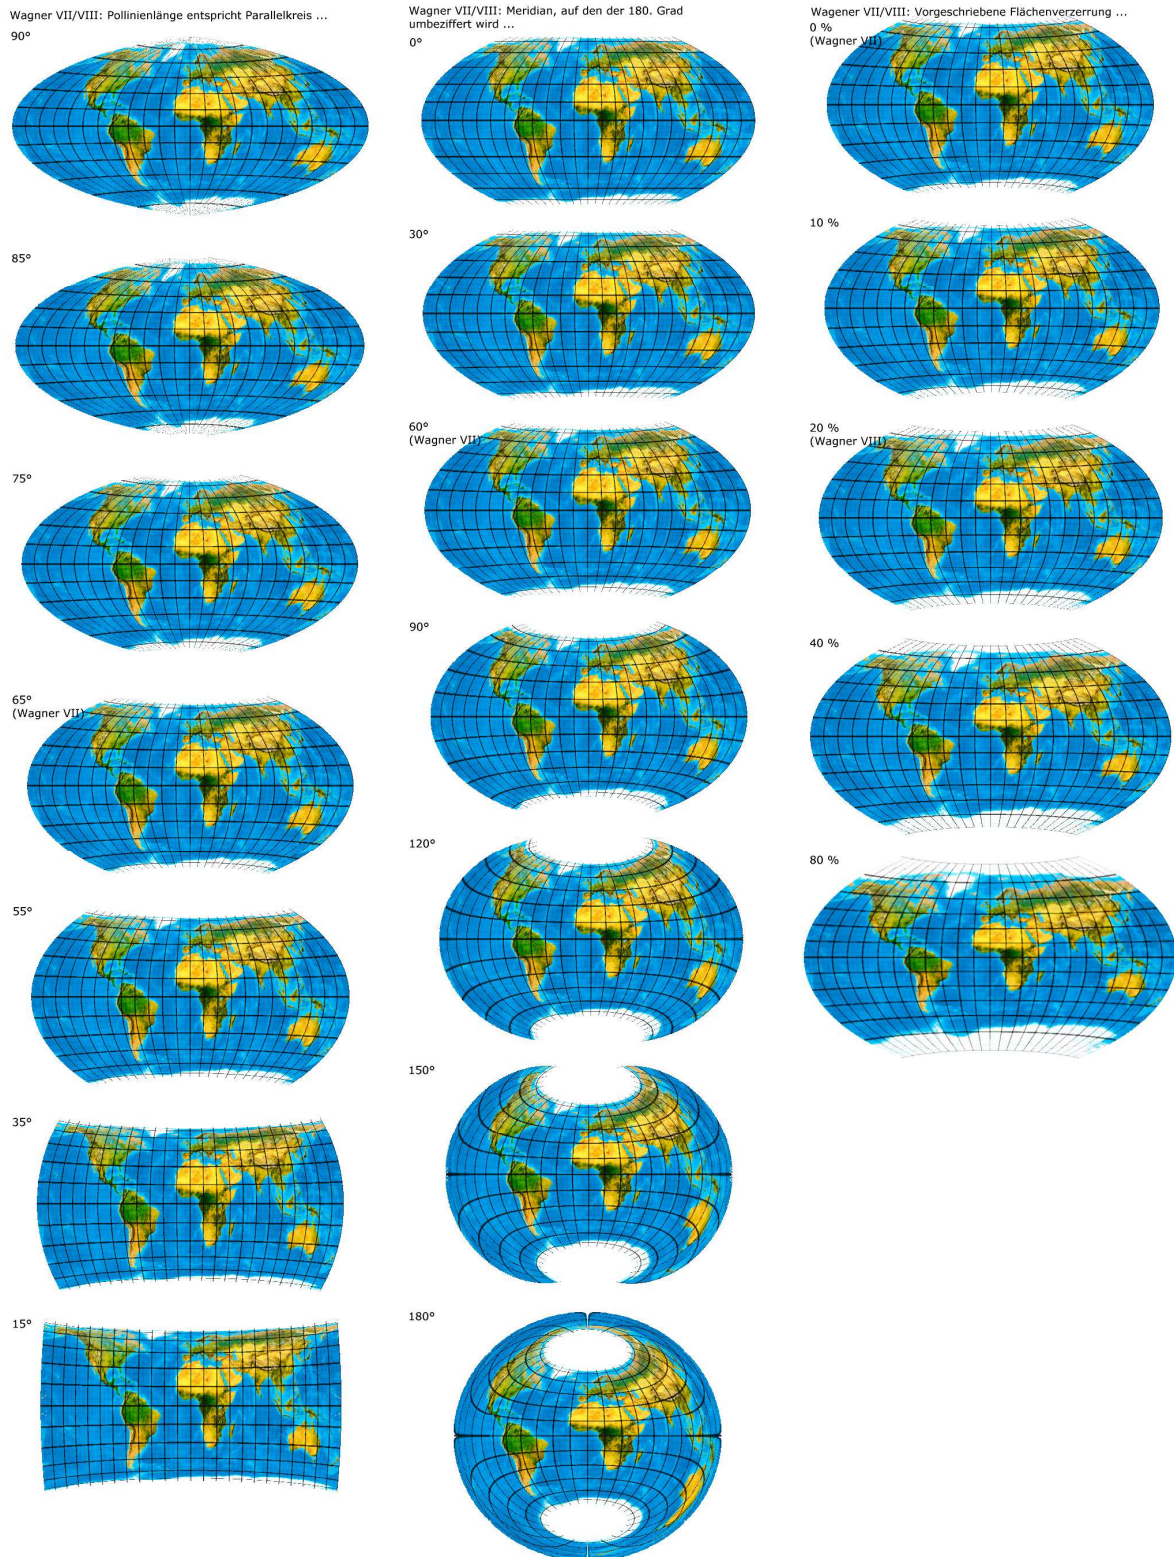 Wagner VII/VIII: Pollinienlänge entspricht Parallelkreis ...
90°
85°
75°
65°
(Wagner VII)
55°
35°
15°
Wagner VII/VIII: Meridian, auf den der 180. Grad
umbeziffert wird ...
0°
30°
60°
(Wagner VII)
90°
120°
150°
180°
Wagener VII/VIII: Vorgeschriebene Flächenverzerrung ...
0 %
(Wagner VII)
10 %
20 %
(Wagner VIII)
40 %
80 %